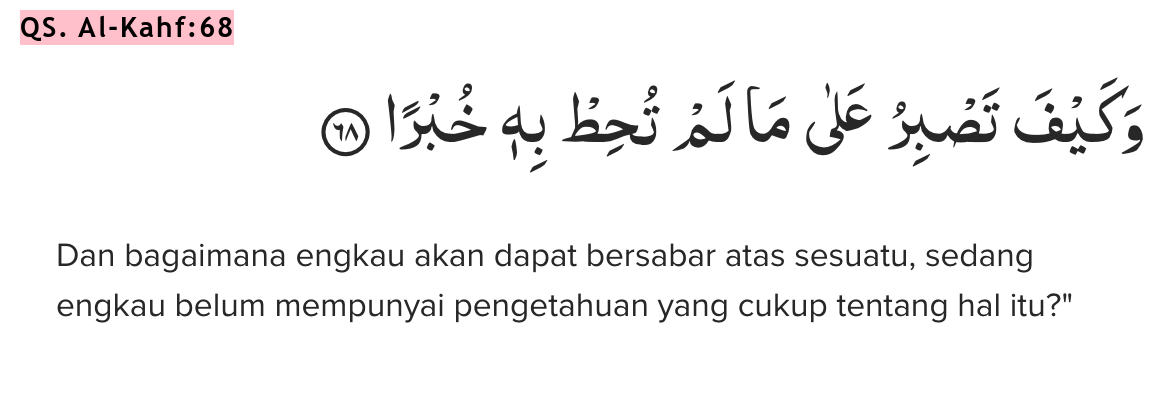 QS. Al-Kahf:68
وَكَيْفَ تَصْبِرُ عَلٰى مَا لَمْ تُحِطْ بِهٖ خُبْرًا ٦٨
Dan bagaimana engkau akan dapat bersabar atas sesuatu, sedang
engkau belum mempunyai pengetahuan yang cukup tentang hal itu?"